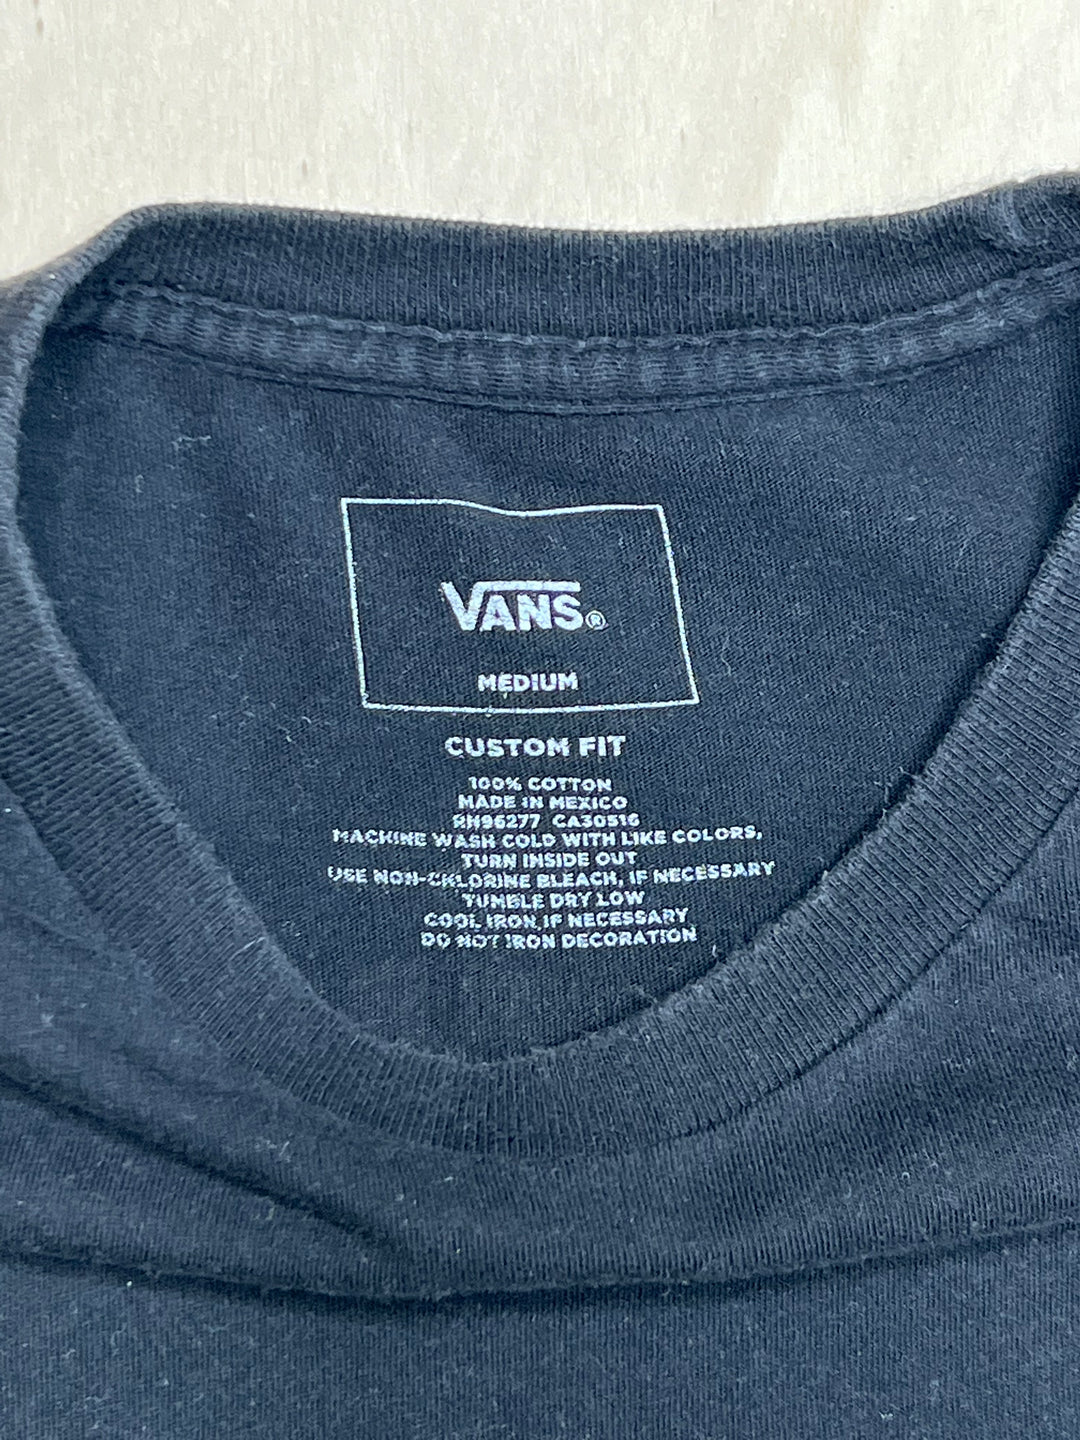 VANS®
MEDIUM
CUSTOM FIT
100% COTTON
MADE IN MEXICO
RN96277 CA30516
MACHINE WASH COLD WITH LIKE COLORS,
TURN INSIDE OUT
USE NON-CHLORINE BLEACH, IF NECESSARY
TUMBLE DRY LOW
COOL IRON, IF NECESSARY
DO NOT IRON DECORATION